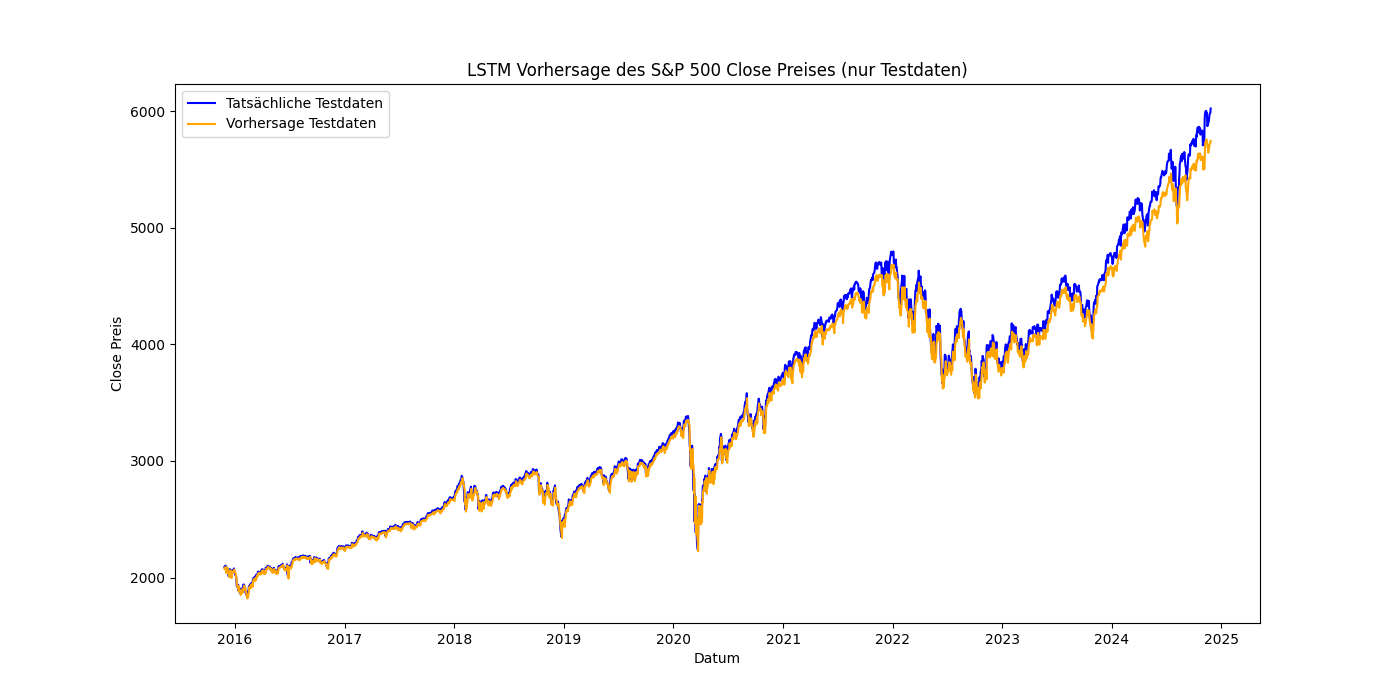 LSTM Vorhersage des S&P 500 Close Preises (nur Testdaten)
Tatsächliche Testdaten
Vorhersage Testdaten
6000
5000
4000
3000
2000
Close Preis
2016 2017 2018 2019 2020 2021 2022 2023 2024 2025
Datum